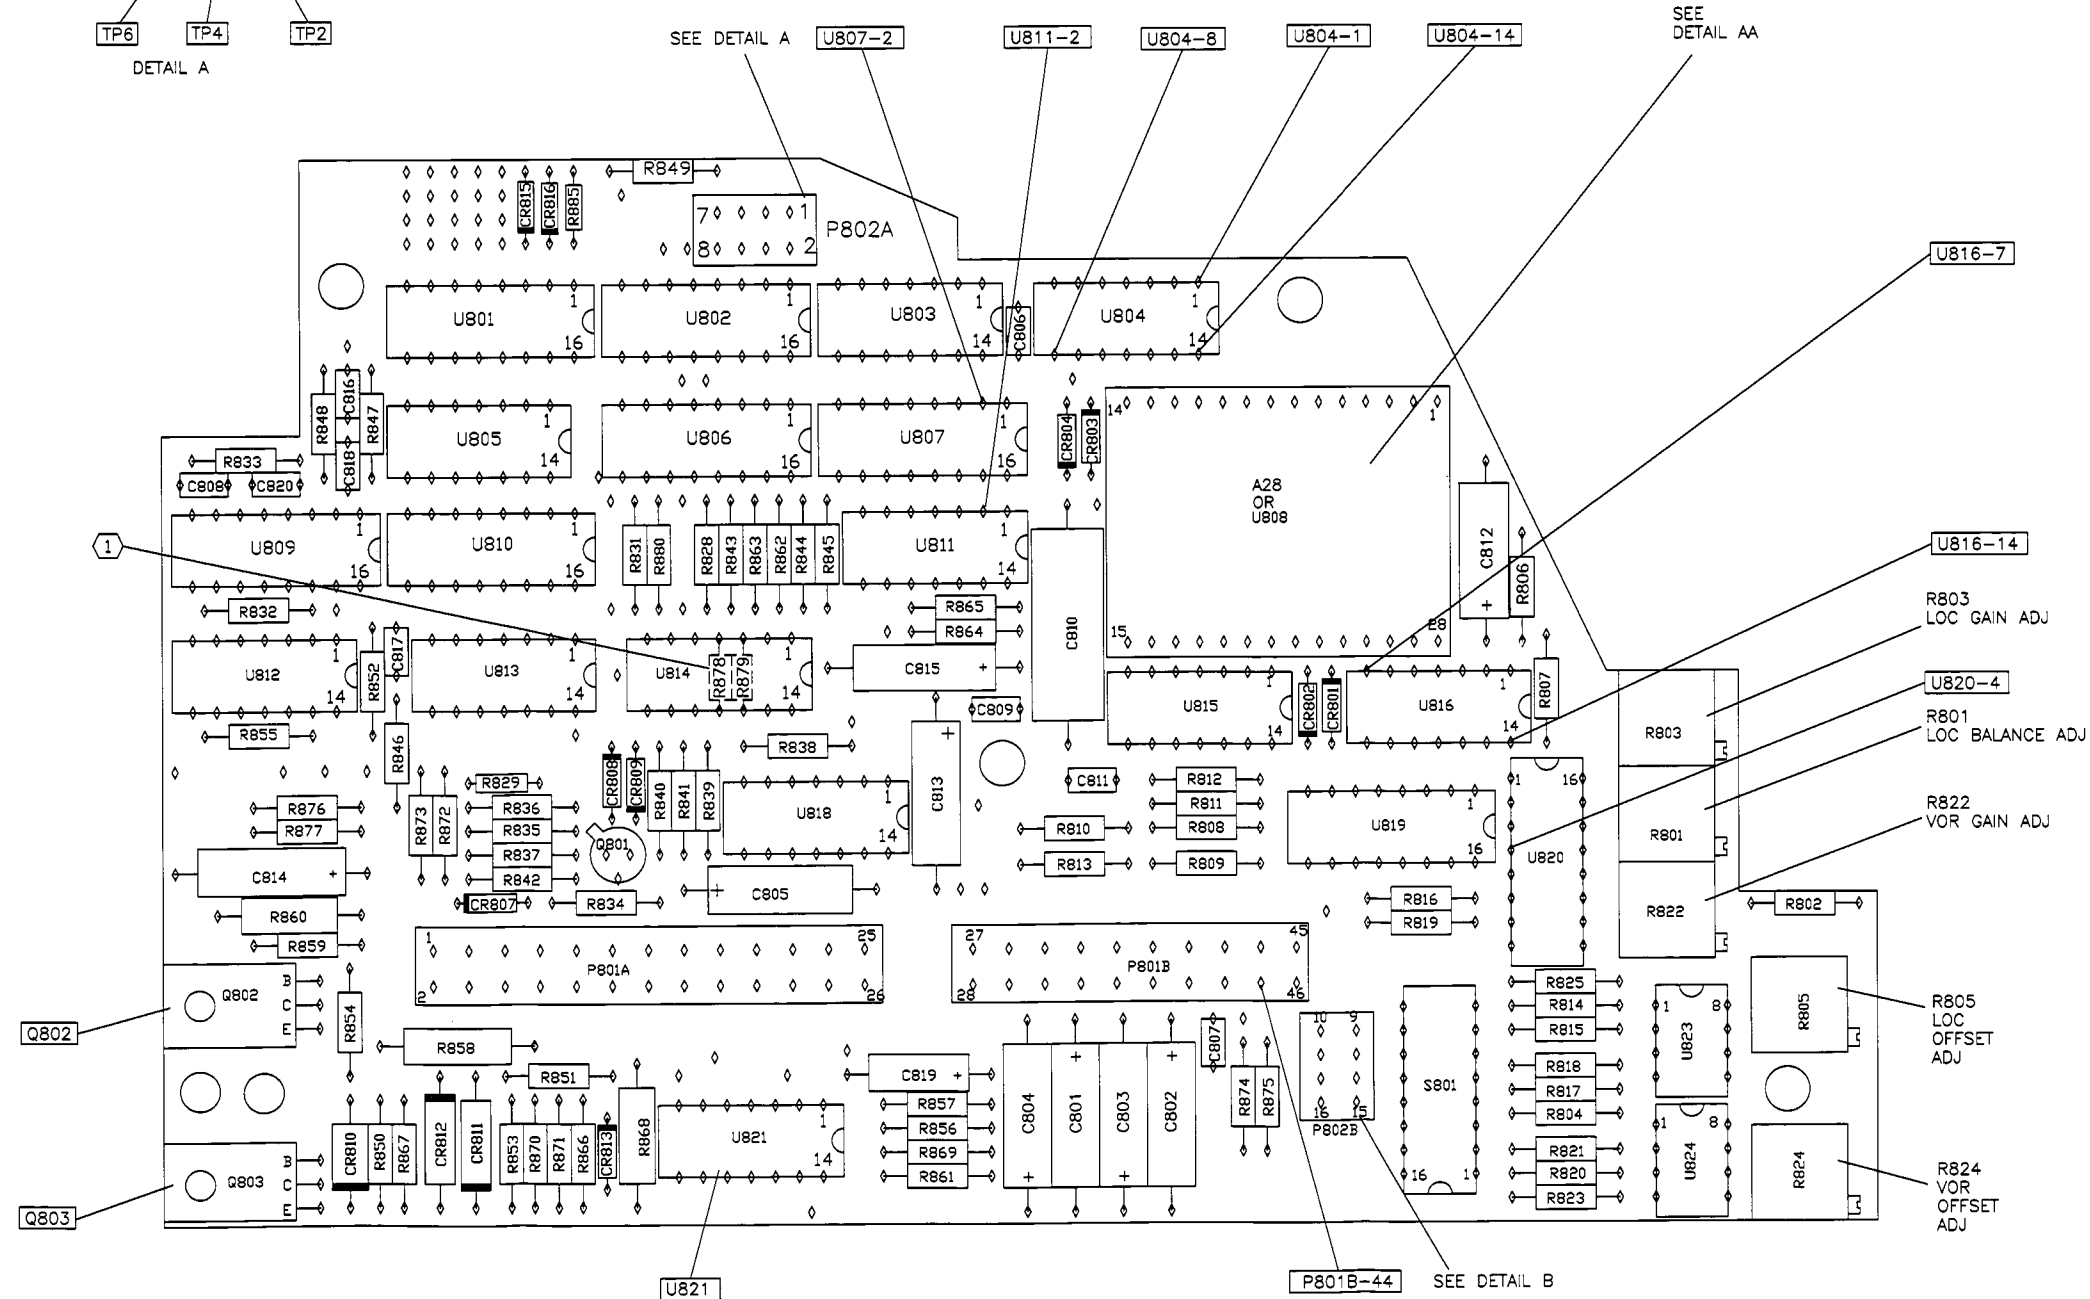 SEE
DETAIL AA
TP6
TP4
TP2
DETAIL A
SEE DETAIL A
U807-2
U811-2
U804-8
U804-1
U804-14
R849
CR815
CR816
R885
7
1
8
2
P802A
U816-7
U801
1
16
U802
1
16
U803
1
14
C806
U804
1
14
R848
C816
R847
C818
U805
1
14
U806
1
16
U807
1
16
CR804
CR803
14
1
A28
OR
U808
15
28
R833
C808
C820
C812
+
R806
U816-14
1
U809
1
16
U810
1
16
R831
R880
R828
R843
R863
R862
R844
R845
U811
1
14
C810
R832
R865
R864
R803
LOC GAIN ADJ
U812
1
14
R852
C817
U813
1
14
U814
R878
R879
1
14
C815
+
C809
U815
1
14
CR802
CR801
U816
1
14
R807
U820-4
R855
R846
R838
C813
+
R803
R801
LOC BALANCE ADJ
R829
CR808
CR809
R840
R841
R839
C811
R812
R811
R810
R808
R813
R809
1
16
U820
R876
R877
R873
R872
R836
R835
R837
R842
Q801
U818
1
14
U819
1
16
R801
R822
VOR GAIN ADJ
C814
+
CR807
R834
+
C805
R816
R819
R822
R802
R860
R859
1
25
P801A
2
26
27
45
P801B
28
46
Q802
B
C
E
Q802
R854
R858
C807
10
9
16
15
P802B
S801
16
1
R825
R814
R815
1
8
U823
R805
R805
LOC
OFFSET
ADJ
R851
C819
+
C804
+
C801
+
C803
+
C802
+
R874
R875
R818
R817
R804
R857
R856
R869
R861
CR810
R850
R867
CR812
CR811
R853
R870
R871
R866
CR813
R868
U821
1
14
R821
R820
R823
1
8
U824
R824
R824
VOR
OFFSET
ADJ
Q803
B
C
E
Q803
U821
P801B-44
SEE DETAIL B